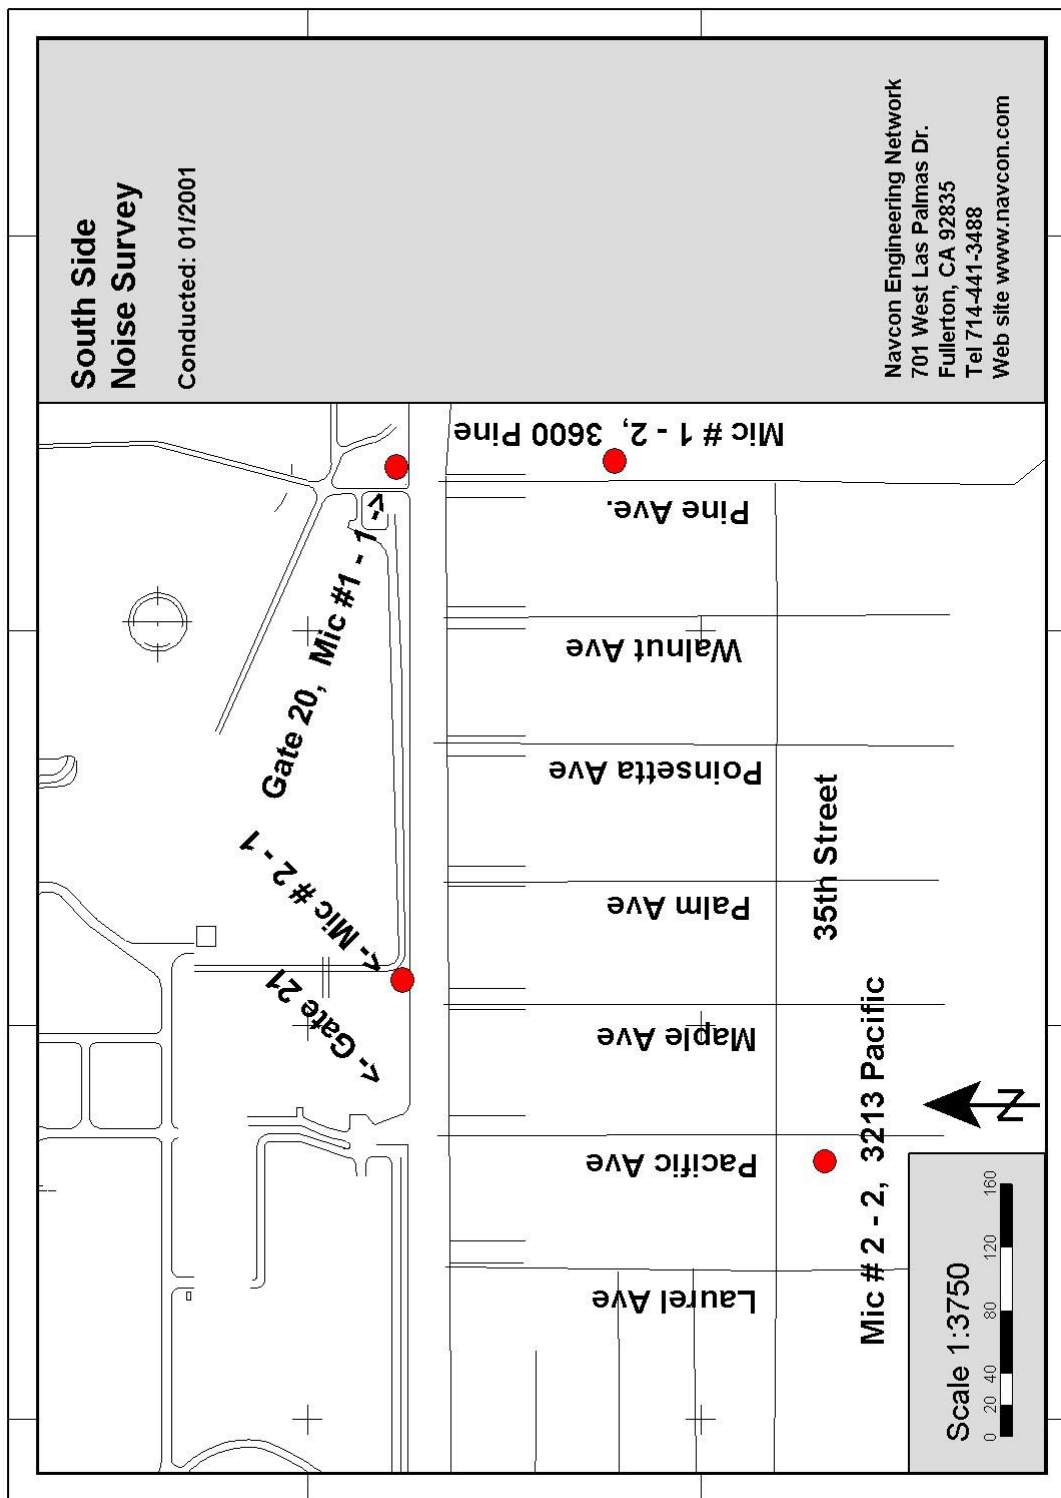 South Side
Noise Survey
Conducted: 01/2001
Navcon Engineering Network
701 West Las Palmas Dr.
Fullerton, CA 92835
Tel 714-441-3488
Web site www.navcon.com
Gate 20, Mic #1 - 1 ->
<- Mic # 2 - 1
<- Gate 21
Mic # 1 - 2, 3600 Pine
Pine Ave.
Walnut Ave
Poinsetta Ave
Palm Ave
Maple Ave
Pacific Ave
Laurel Ave
35th Street
Mic # 2 - 2, 3213 Pacific
N
Scale 1:3750
0 20 40 80 120 160